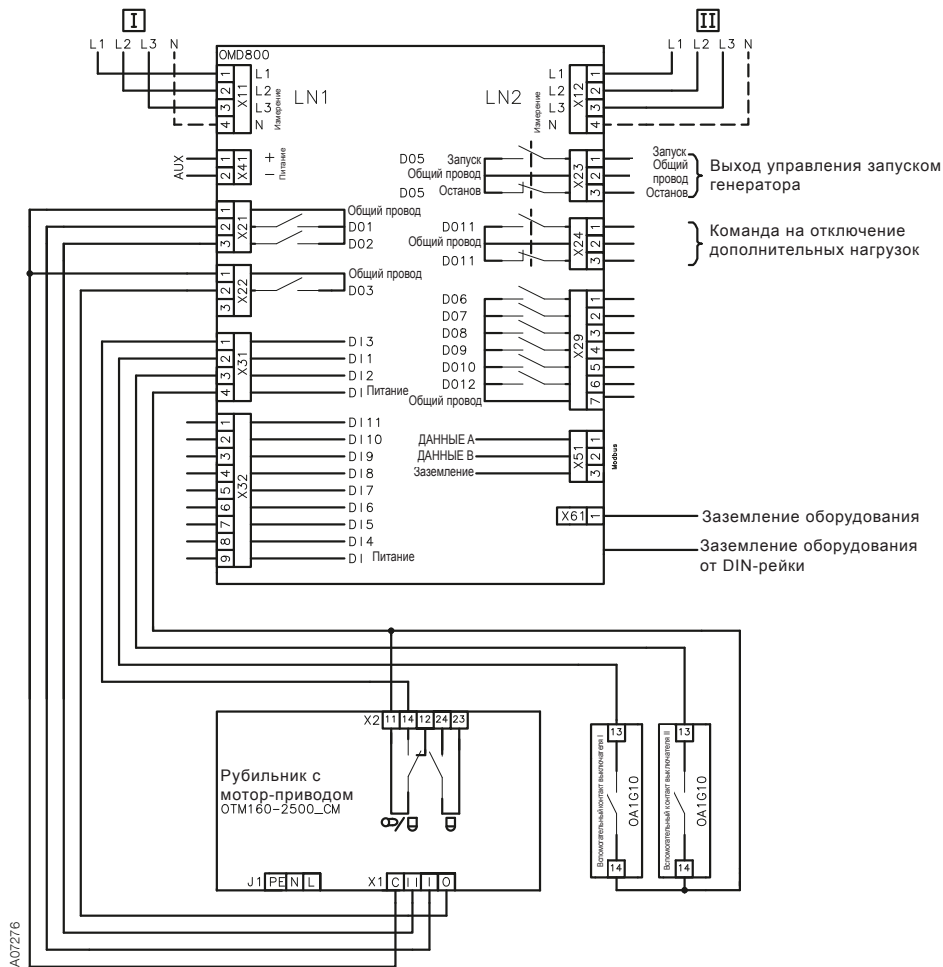 I
II
L1 L2 L3 N
L1 L2 L3 N
OMD800
1 L1
2 L2
3 L3
4 N
X11
Измерение
LN1
LN2
L1 1
L2 2
L3 3
N 4
X12
Измерение
AUX
1 +
2 –
X41
Питание
D05 Запуск 1 Запуск
Общий провод 2 Общий провод
D05 Останов 3 Останов
X23
Выход управления запуском
генератора
1 Общий провод
2 D01
3 D02
X21
D011 1
Общий провод 2
D011 3
X24
Команда на отключение
дополнительных нагрузок
1 Общий провод
2 D03
3
X22
D06 1
D07 2
D08 3
D09 4
D010 5
D012 6
Общий провод 7
X29
1 DI3
2 DI1
3 DI2
4 DI Питание
X31
1 DI11
2 DI10
3 DI9
4 DI8
5 DI7
6 DI6
7 DI5
8 DI4
9 DI Питание
X32
ДАННЫЕ А 1
ДАННЫЕ В 2
Заземление 3
X51
Modbus
X61 1
Заземление оборудования
Заземление оборудования
от DIN-рейки
X2 11 14 12 24 23
Рубильник с
мотор-приводом
OTM160-2500_CM
J1 PE N L
X1 C II I O
13
Вспомогательный контакт выключателя I
OA1G10
14
13
Вспомогательный контакт выключателя II
OA1G10
14
A07276